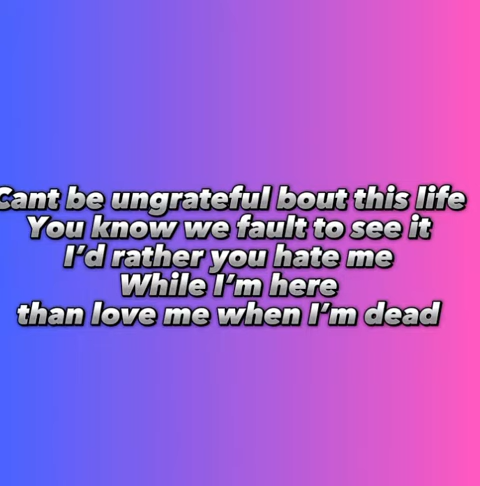 Cant be ungrateful bout this life
You know we fault to see it
I'd rather you hate me
While I'm here
than love me when I'm dead